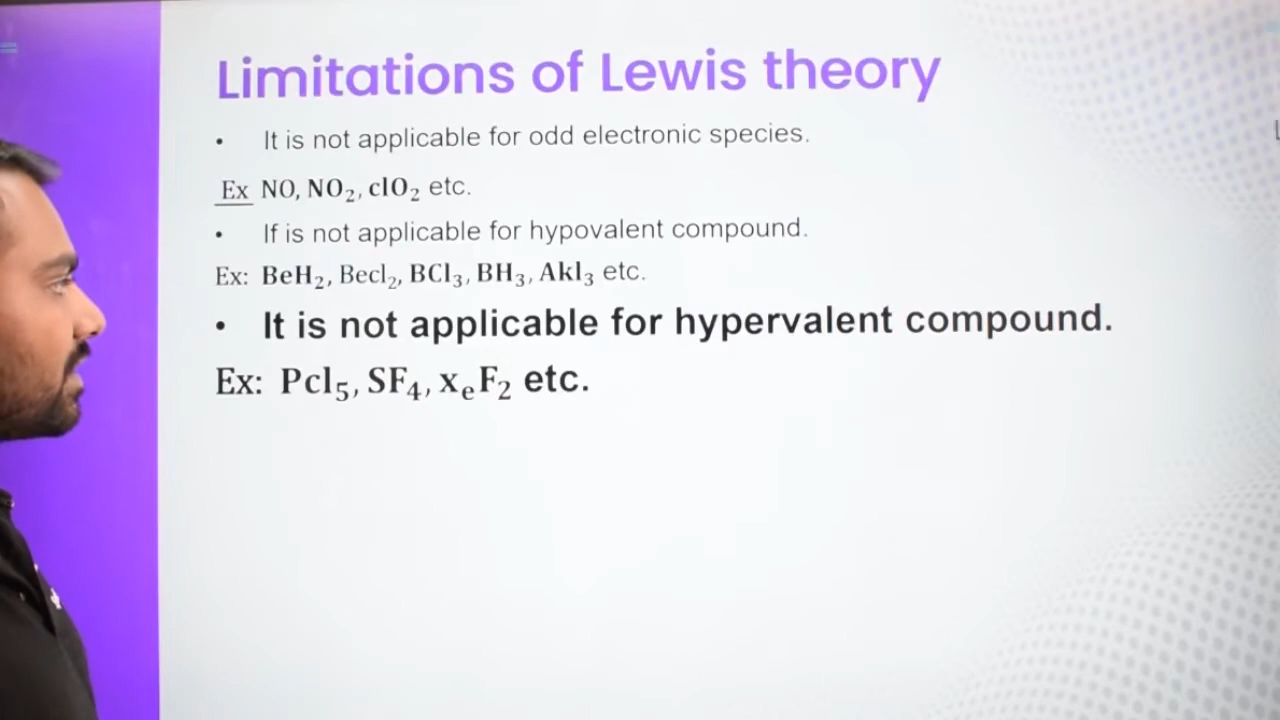 Limitations of Lewis theory
• It is not applicable for odd electronic species.
Ex NO, NO₂, clO₂ etc.
• If is not applicable for hypovalent compound.
Ex: BeH₂, Becl₂, BCl₃, BH₃, Akl₃ etc.
• It is not applicable for hypervalent compound.
Ex: Pcl₅, SF₄, xₑF₂ etc.